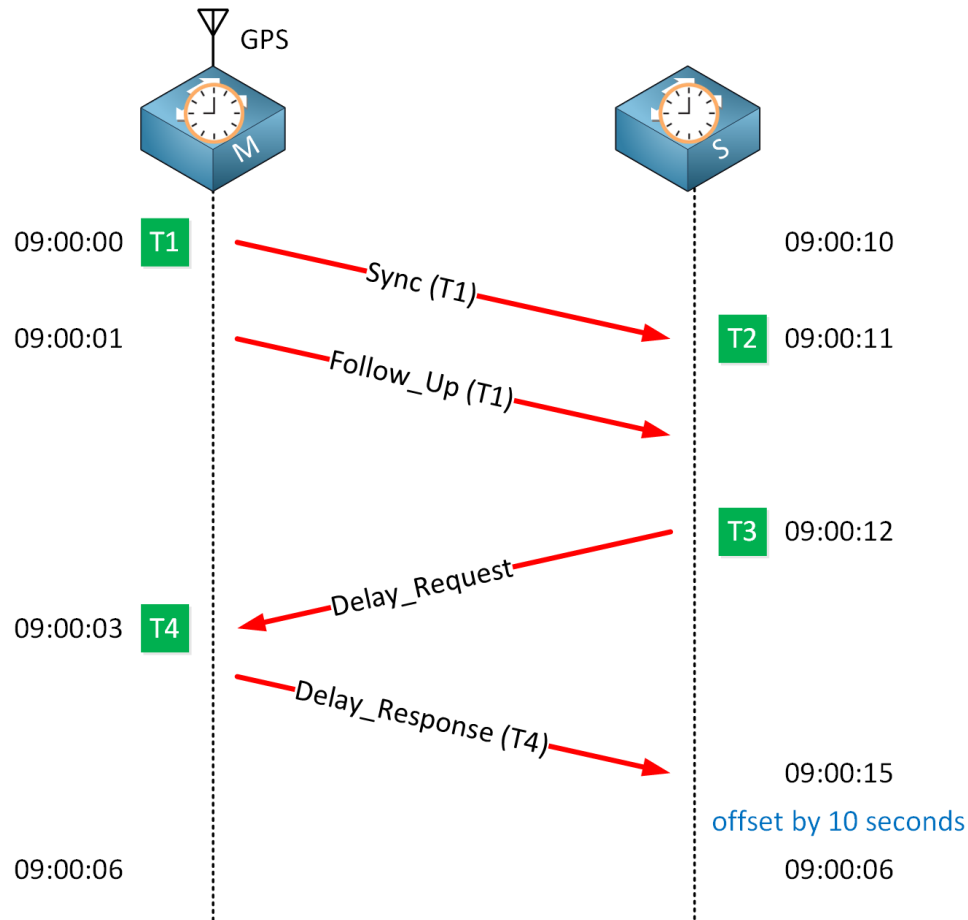 GPS
M
S
09:00:00
T1
09:00:10
Sync (T1)
09:00:01
T2
09:00:11
Follow_Up (T1)
T3
09:00:12
Delay_Request
09:00:03
T4
Delay_Response (T4)
09:00:15
offset by 10 seconds
09:00:06
09:00:06